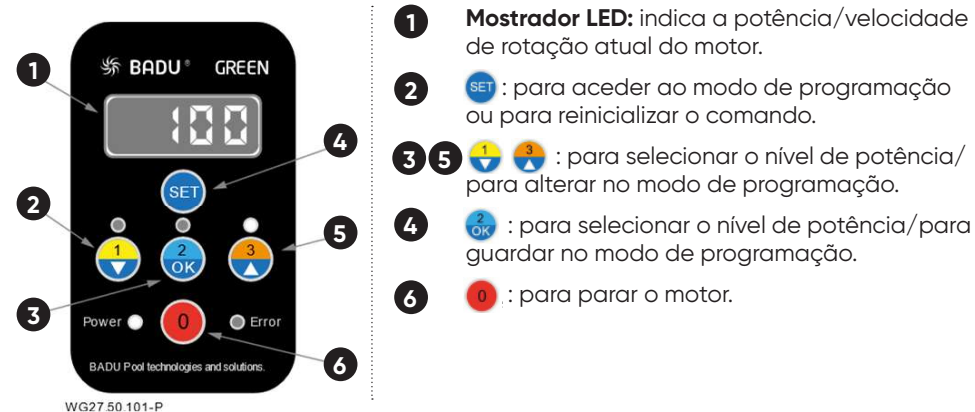 1
BADU® GREEN
100
4
SET
2
5
1
2
OK
3
3
Power
0
Error
6
BADU Pool technologies and solutions.
WG27.50.101-P
1 Mostrador LED: indica a potência/velocidade
de rotação atual do motor.
2 SET : para aceder ao modo de programação
ou para reinicializar o comando.
3 5 1 3 : para selecionar o nível de potência/
para alterar no modo de programação.
4 2 OK : para selecionar o nível de potência/para
guardar no modo de programação.
6 0 : para parar o motor.